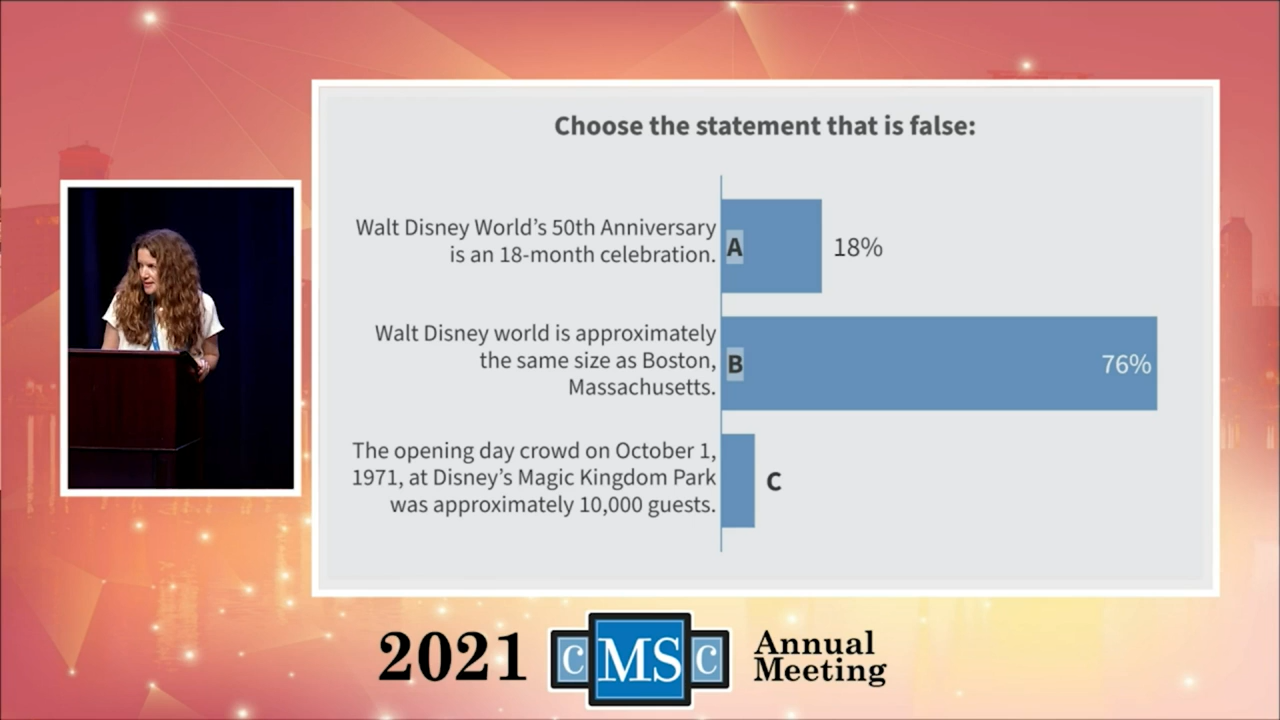 Choose the statement that is false:
Walt Disney World’s 50th Anniversary
is an 18-month celebration.
A
18%
Walt Disney world is approximately
the same size as Boston,
Massachusetts.
B
76%
The opening day crowd on October 1,
1971, at Disney’s Magic Kingdom Park
was approximately 10,000 guests.
C
2021
C MS C
Annual
Meeting